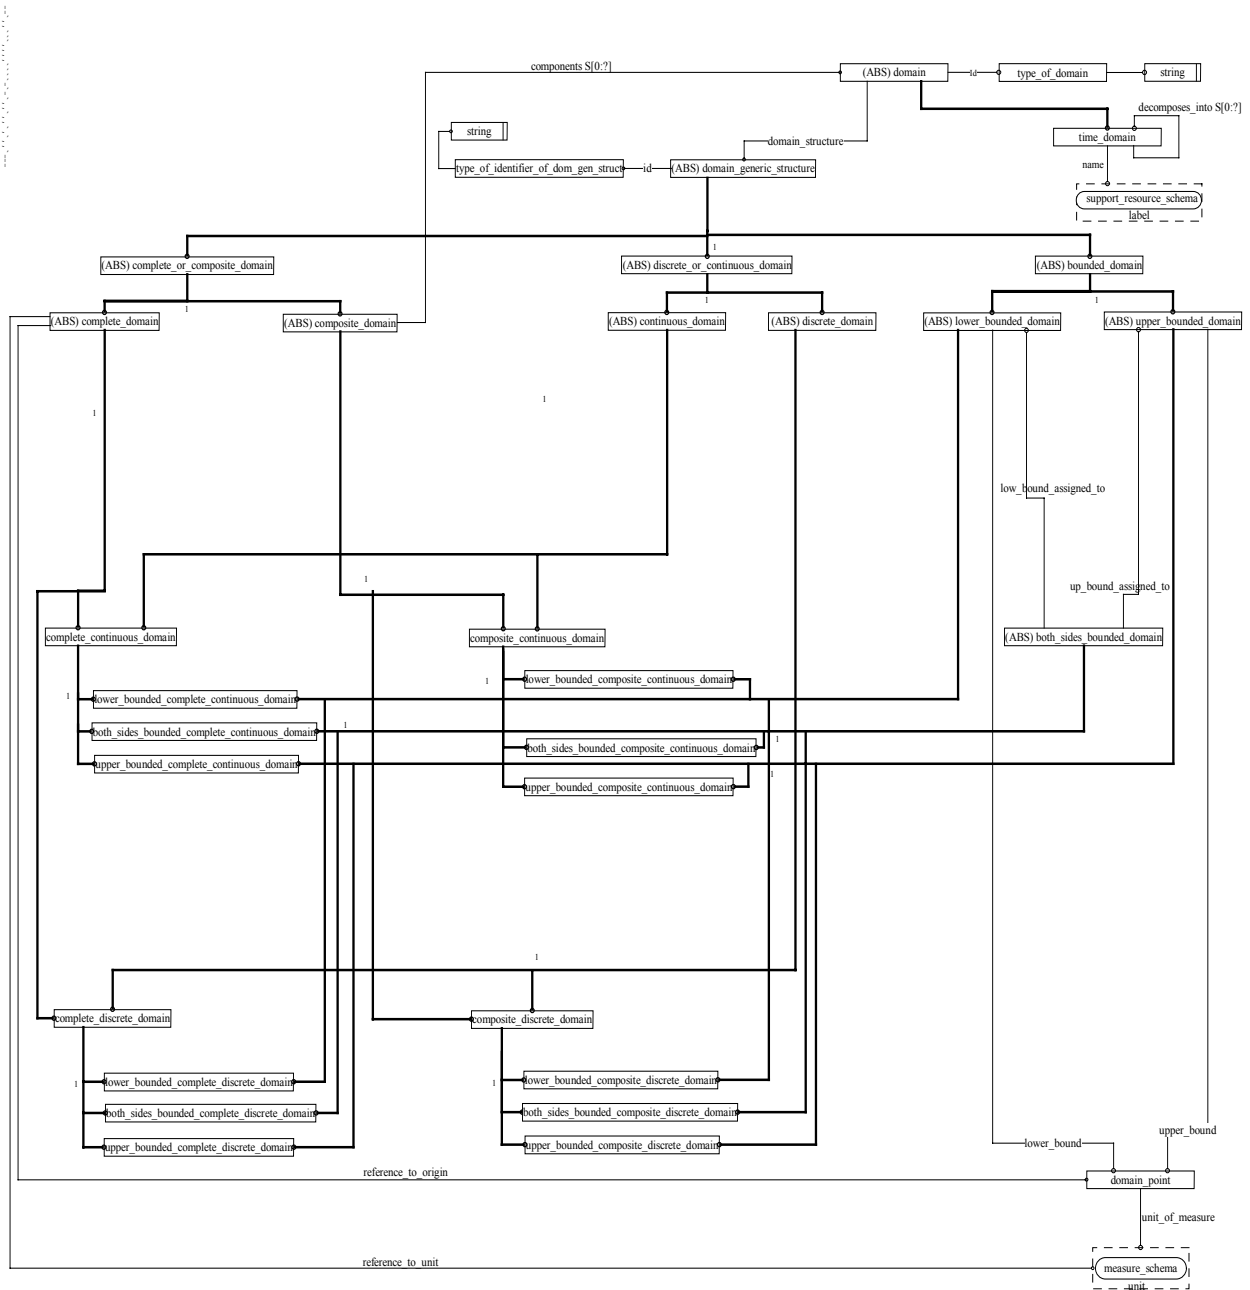 components S[0:?]
(ABS) domain
Id
type_of_domain
string
decomposes_into S[0:?]
string
time_domain
domain_structure
name
type_of_identifier_of_dom_gen_struct
id
(ABS) domain_generic_structure
support_resource_schema
label
1
(ABS) complete_or_composite_domain
(ABS) discrete_or_continuous_domain
(ABS) bounded_domain
1
1
1
(ABS) complete_domain
(ABS) composite_domain
(ABS) continuous_domain
(ABS) discrete_domain
(ABS) lower_bounded_domain
(ABS) upper_bounded_domain
1
1
low_bound_assigned_to
1
up_bound_assigned_to
complete_continuous_domain
composite_continuous_domain
(ABS) both_sides_bounded_domain
lower_bounded_composite_continuous_domain
1
1
lower_bounded_complete_continuous_domain
1
both_sides_bounded_complete_continuous_domain
1
both_sides_bounded_composite_continuous_domain
upper_bounded_complete_continuous_domain
1
upper_bounded_composite_continuous_domain
1
complete_discrete_domain
composite_discrete_domain
1
1
lower_bounded_complete_discrete_domain
lower_bounded_composite_discrete_domain
both_sides_bounded_complete_discrete_domain
both_sides_bounded_composite_discrete_domain
upper_bounded_complete_discrete_domain
upper_bounded_composite_discrete_domain
lower_bound
upper_bound
reference_to_origin
domain_point
unit_of_measure
reference_to_unit
measure_schema
unit